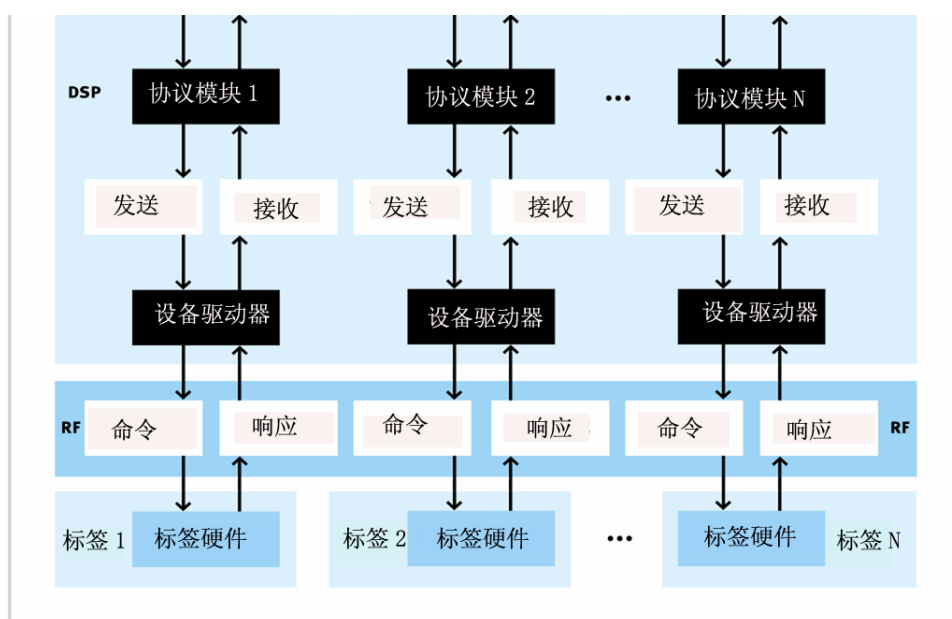 DSP 协议模块 1 协议模块 2 ••• 协议模块 N
发送 接收 发送 接收 发送 接收
设备驱动器 设备驱动器 设备驱动器
RF 命令 响应 命令 响应 命令 响应 RF
标签 1 标签硬件 标签 2 标签硬件 ••• 标签硬件 标签 N